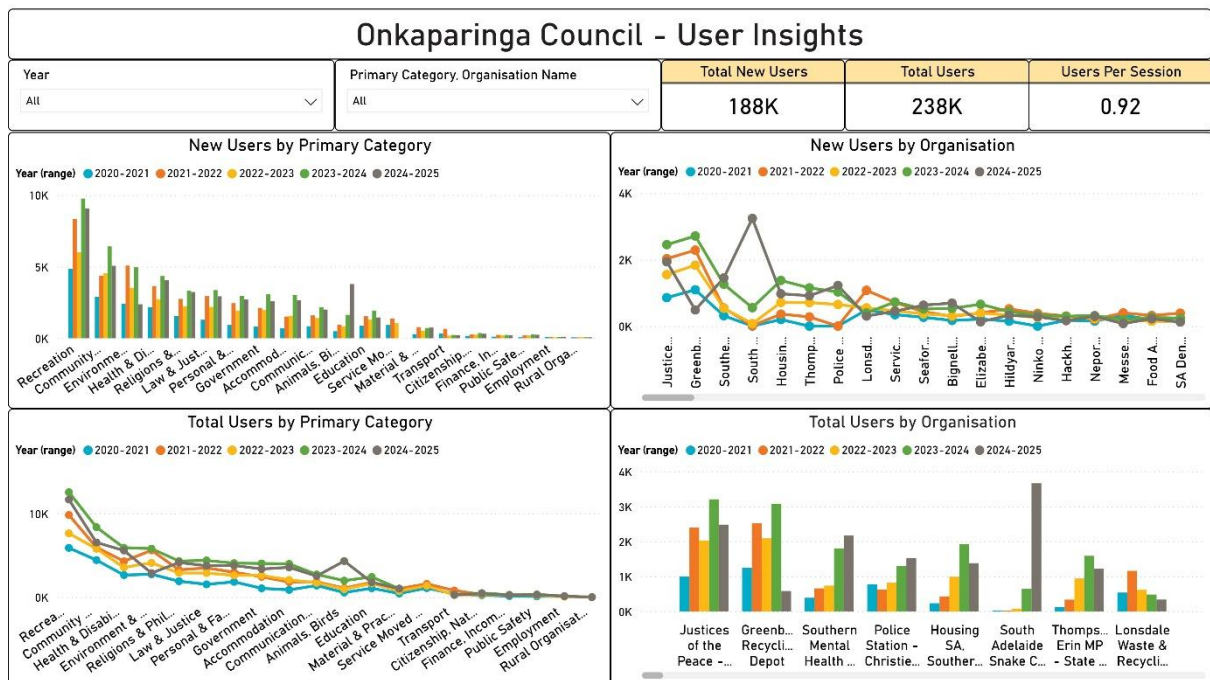 Onkaparinga Council - User Insights
Year
All
Primary Category, Organisation Name
All
Total New Users
188K
Total Users
238K
Users Per Session
0.92
New Users by Primary Category
Year (range) 2020-2021 2021-2022 2022-2023 2023-2024 2024-2025
10K
5K
0K
Recreation
Community...
Environme...
Health & Di...
Religions &...
Law & Just...
Personal &...
Government
Accommod...
Communic...
Animals, Bi...
Education
Service Mo...
Material & ...
Transport
Citizenship...
Finance, In...
Public Safe...
Employment
Rural Orga...
New Users by Organisation
Year (range) 2020-2021 2021-2022 2022-2023 2023-2024 2024-2025
4K
2K
0K
Justice ...
Greenb...
Southe...
South ...
Housin...
Thomp...
Police ...
Lonsd...
Servic...
Seafor...
Bignell...
Elizabe...
Hildyar...
Ninko ...
Hackh...
Nepor...
Messe...
Food A...
SA Den...
Total Users by Primary Category
Year (range) 2020-2021 2021-2022 2022-2023 2023-2024 2024-2025
10K
0K
Recrea...
Community ...
Health & Disabi...
Environment & ...
Religions & Phil...
Law & Justice
Personal & Fa...
Government
Accommodation
Communication...
Animals, Birds
Education
Material & Prac...
Service Moved ...
Transport
Citizenship, Nat...
Finance, Incom...
Public Safety
Employment
Rural Organisat...
Total Users by Organisation
Year (range) 2020-2021 2021-2022 2022-2023 2023-2024 2024-2025
4K
3K
2K
1K
0K
Justices
of the
Peace - ...
Greenb...
Recycli...
Depot
Southern
Mental
Health ...
Police
Station -
Christie...
Housing
SA,
Souther...
South
Adelaide
Snake C...
Thomps...
Erin MP
- State ...
Lonsdale
Waste &
Recycli...